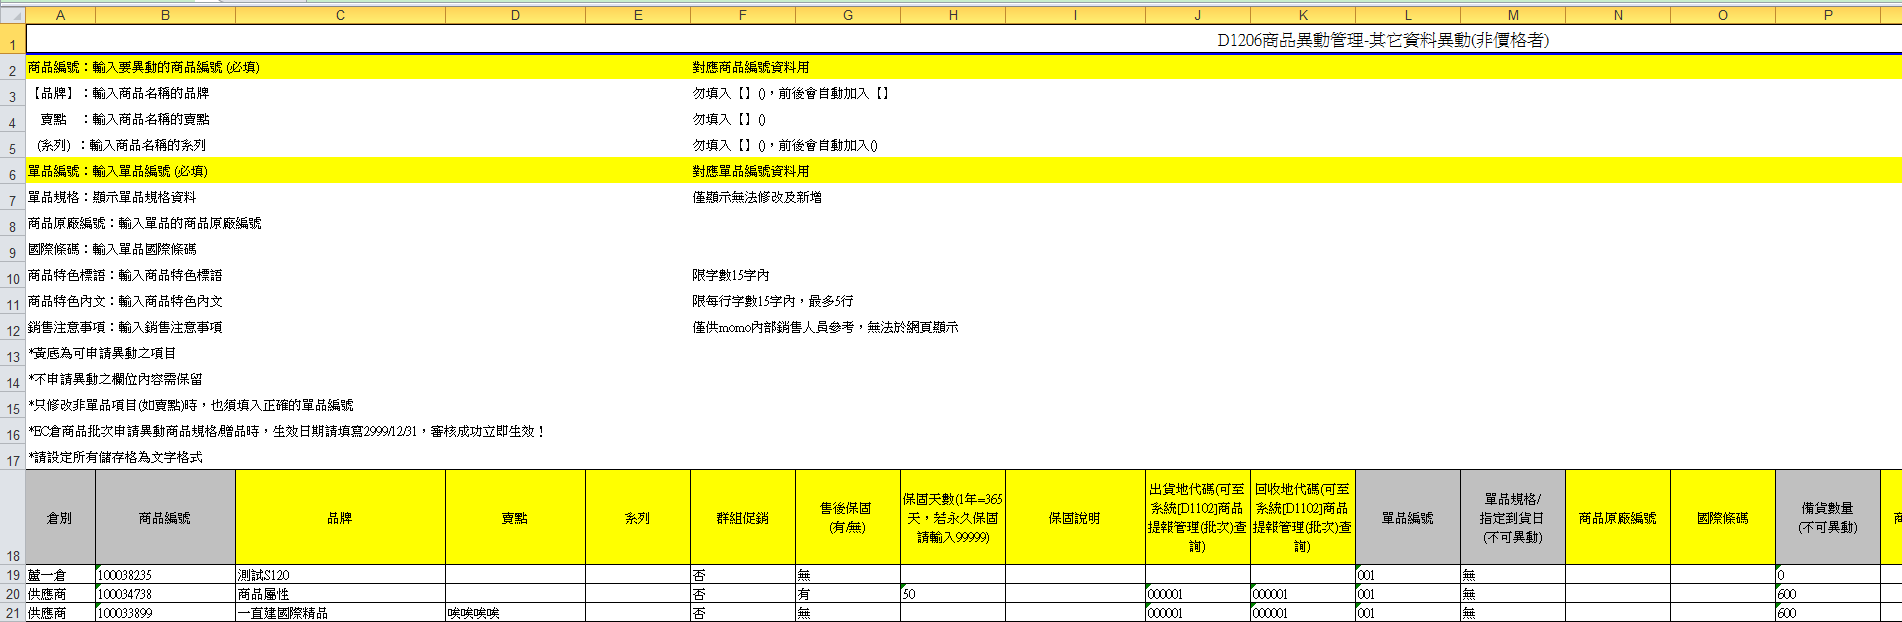 A B C D E F G H I J K L M N O P
1 D1206商品異動管理-其它資料異動(非價格者)
2 商品編號：輸入要異動的商品編號 (必填) 對應商品編號資料用
3 【品牌】：輸入商品名稱的品牌 勿填入【】()，前後會自動加入【】
4 賣點 ：輸入商品名稱的賣點 勿填入【】()
5 (系列) ：輸入商品名稱的系列 勿填入【】()，前後會自動加入()
6 單品編號：輸入單品編號 (必填) 對應單品編號資料用
7 單品規格：顯示單品規格資料 僅顯示無法修改及新增
8 商品原廠編號：輸入單品的商品原廠編號
9 國際條碼：輸入單品國際條碼
10 商品特色標語：輸入商品特色標語 限字數15字內
11 商品特色內文：輸入商品特色內文 限每行字數15字內，最多5行
12 銷售注意事項：輸入銷售注意事項 僅供momo內部銷售人員參考，無法於網頁顯示
13 *黃底為可申請異動之項目
14 *不申請異動之欄位內容需保留
15 *只修改非單品項目(如賣點)時，也須填入正確的單品編號
16 *EC倉商品批次申請異動商品規格/贈品時，生效日期請填寫2999/12/31，審核成功立即生效！
17 *請設定所有儲存格為文字格式
18
倉別
商品編號
品牌
賣點
系列
群組促銷
售後保固
(有/無)
保固天數(1年=365
天，若永久保固
請輸入99999)
保固說明
出貨地代碼(可至
系統[D1102]商品
提報管理(批次)查
詢)
回收地代碼(可至
系統[D1102]商品
提報管理(批次)查
詢)
單品編號
單品規格/
指定到貨日
(不可異動)
商品原廠編號
國際條碼
備貨數量
(不可異動)
19 蘆一倉 100038235 測試S120 否 無 001 無 0
20 供應商 100034738 商品屬性 否 有 50 000001 000001 001 無 600
21 供應商 100033899 一直建國際精品 唉唉唉唉 否 無 000001 000001 001 無 600